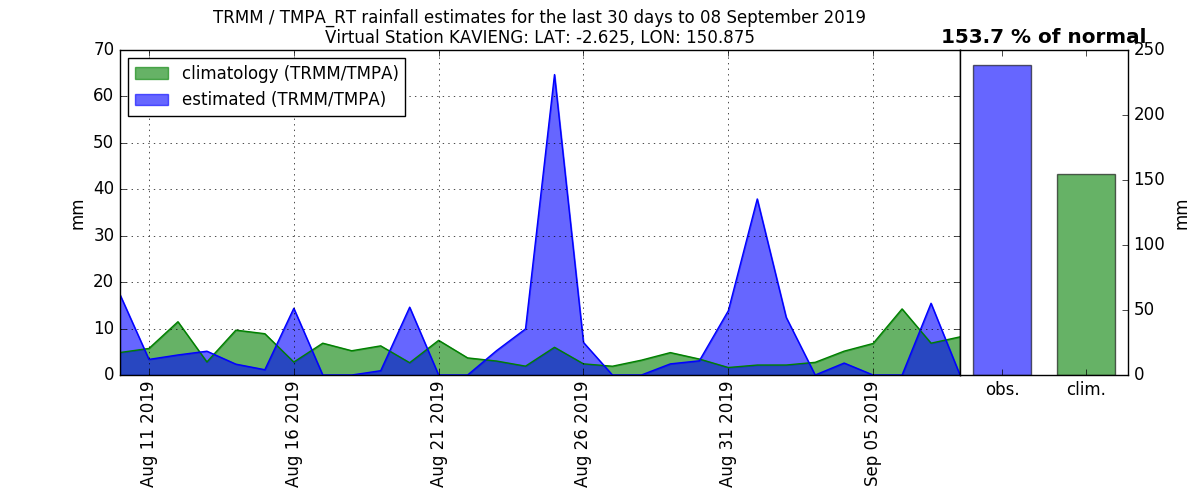 TRMM / TMPA_RT rainfall estimates for the last 30 days to 08 September 2019
Virtual Station KAVIENG: LAT: -2.625, LON: 150.875
153.7 % of normal
climatology (TRMM/TMPA)
estimated (TRMM/TMPA)
mm
70
60
50
40
30
20
10
0
Aug 11 2019
Aug 16 2019
Aug 21 2019
Aug 26 2019
Aug 31 2019
Sep 05 2019
250
200
150
100
50
0
mm
obs.
clim.